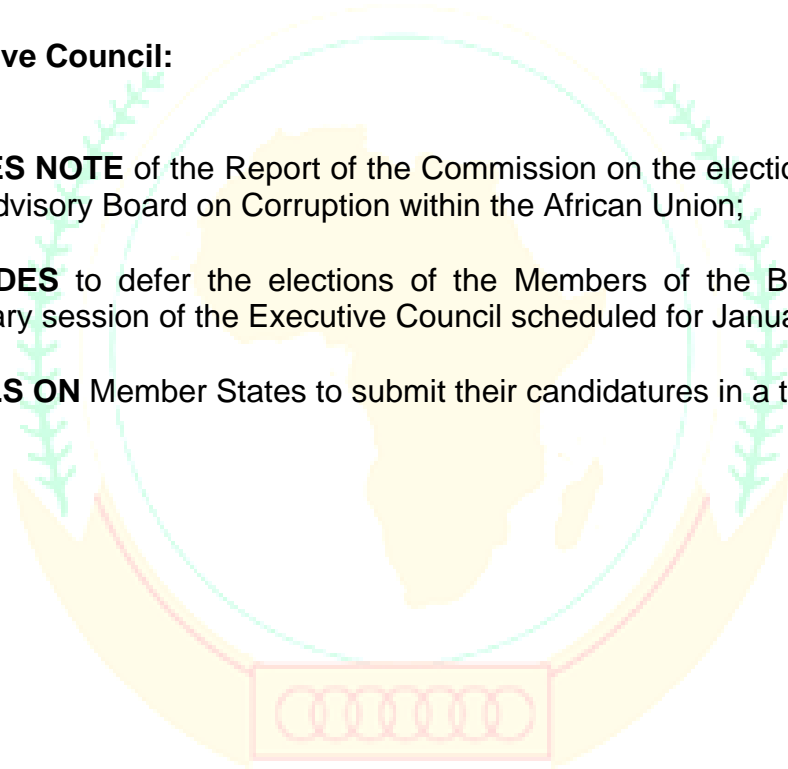 ve Council:
ES NOTE of the Report of the Commission on the electio
dvisory Board on Corruption within the African Union;
DES to defer the elections of the Members of the B
ary session of the Executive Council scheduled for Janua
LS ON Member States to submit their candidatures in a t